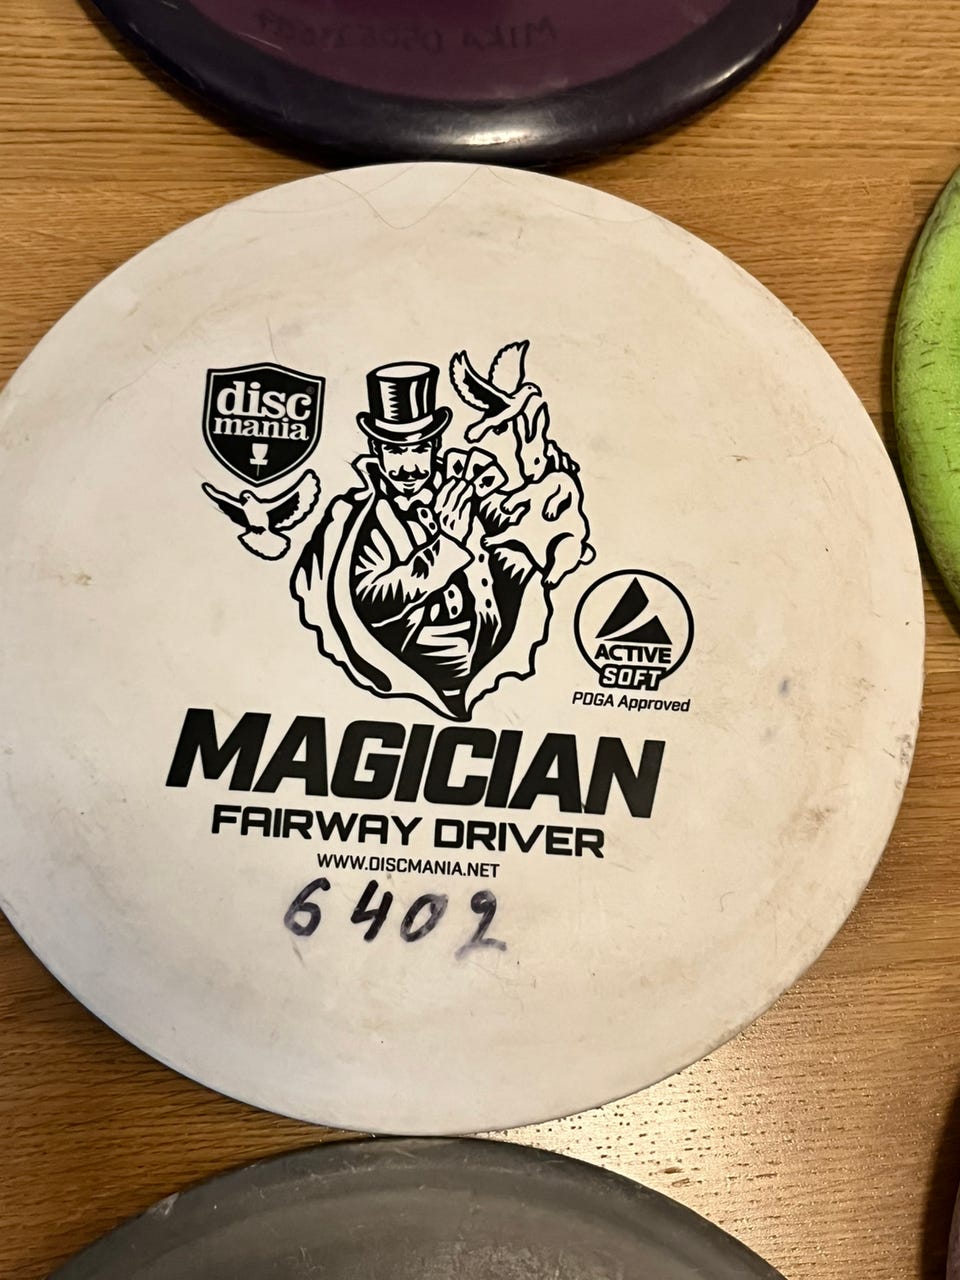 disc
mania
ACTIVE
SOFT
PDGA Approved
MAGICIAN
FAIRWAY DRIVER
WWW.DISCMANIA.NET
6402